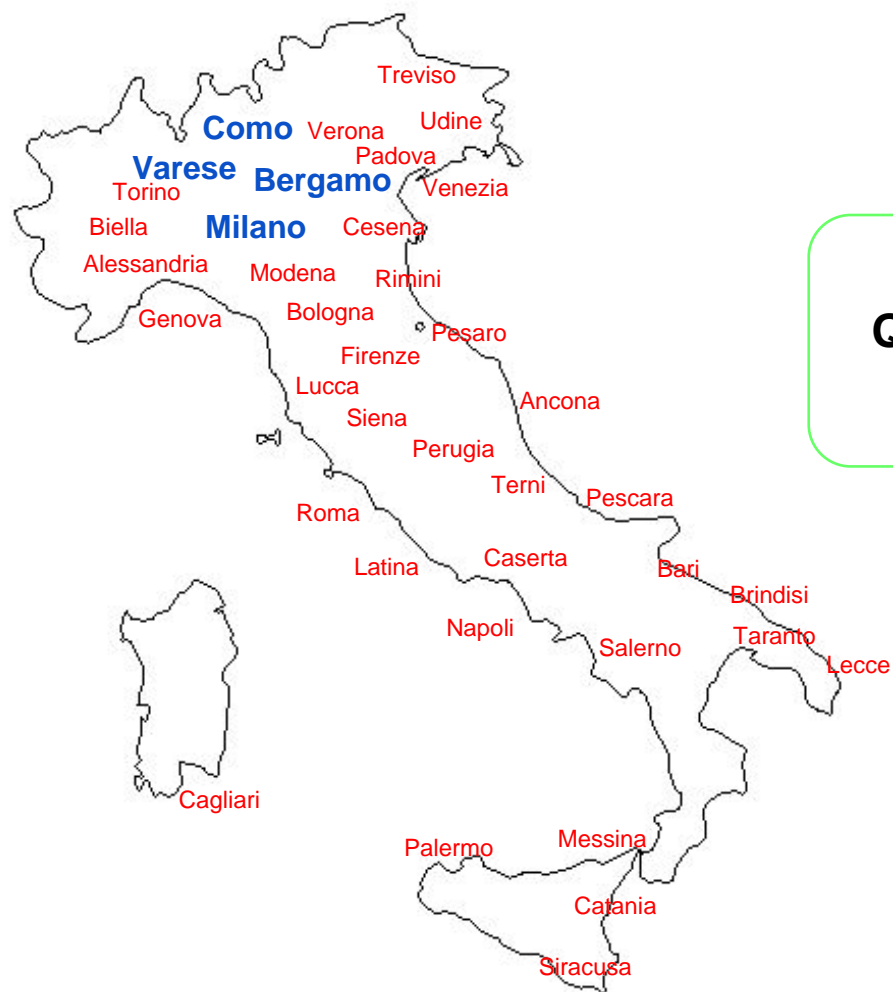 Treviso
Udine
Como
Verona
Padova
Varese
Bergamo
Venezia
Torino
Biella
Milano
Cesena
Alessandria
Modena
Rimini
Genova
Bologna
Pesaro
Q
Firenze
Lucca
Ancona
Siena
Perugia
Terni
Pescara
Roma
Latina
Caserta
Bari
Brindisi
Napoli
Salerno
Taranto
Lecce
Cagliari
Palermo
Messina
Catania
Siracusa